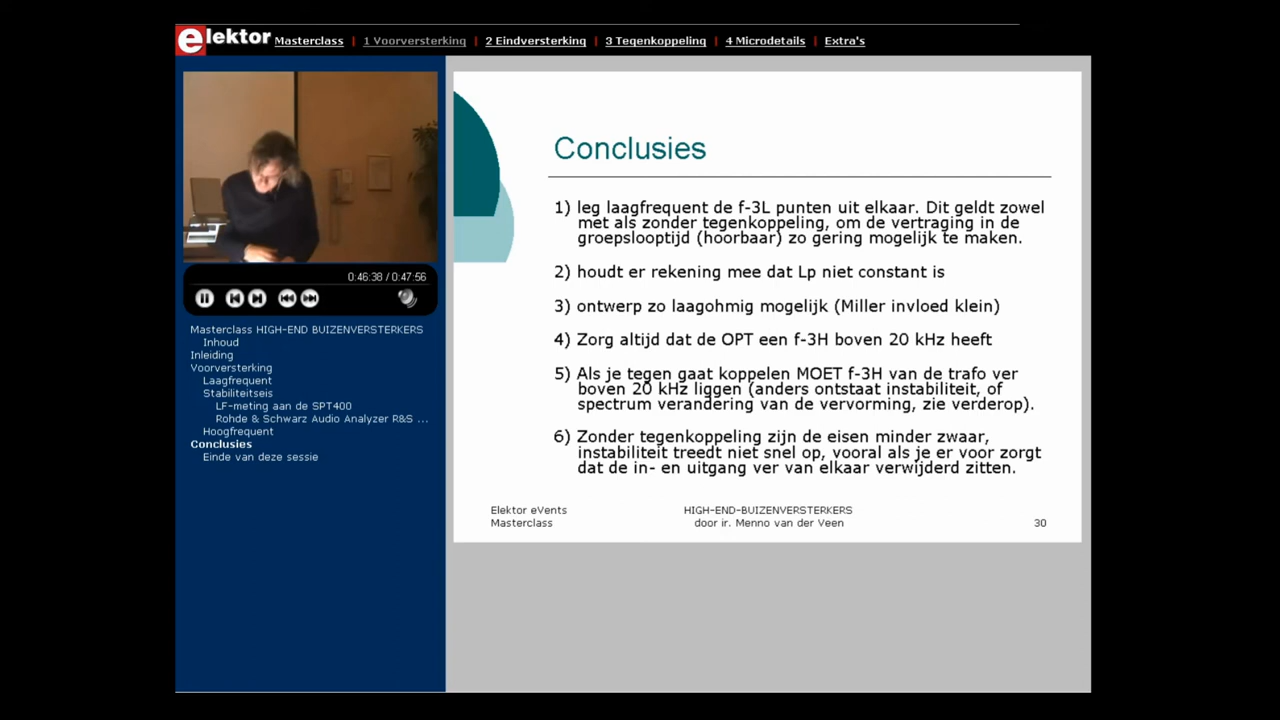 elektor Masterclass | 1 Voorversterking | 2 Eindversterking | 3 Tegenkoppeling | 4 Microdetails | Extra's
0:46:38 / 0:47:56
Masterclass HIGH-END BUIZENVERSTERKERS
Inhoud
Inleiding
Voorversterking
Laagfrequent
Stabiliteitseis
LF-meting aan de SPT400
Rohde & Schwarz Audio Analyzer R&S ...
Hoogfrequent
Conclusies
Einde van deze sessie
Conclusies
1) leg laagfrequent de f-3L punten uit elkaar. Dit geldt zowel
met als zonder tegenkoppeling, om de vertraging in de
groepslooptijd (hoorbaar) zo gering mogelijk te maken.
2) houdt er rekening mee dat Lp niet constant is
3) ontwerp zo laagohmig mogelijk (Miller invloed klein)
4) Zorg altijd dat de OPT een f-3H boven 20 kHz heeft
5) Als je tegen gaat koppelen MOET f-3H van de trafo ver
boven 20 kHz liggen (anders ontstaat instabiliteit, of
spectrum verandering van de vervorming, zie verderop).
6) Zonder tegenkoppeling zijn de eisen minder zwaar,
instabiliteit treedt niet snel op, vooral als je er voor zorgt
dat de in- en uitgang ver van elkaar verwijderd zitten.
Elektor eVents
Masterclass
HIGH-END-BUIZENVERSTERKERS
door ir. Menno van der Veen
30